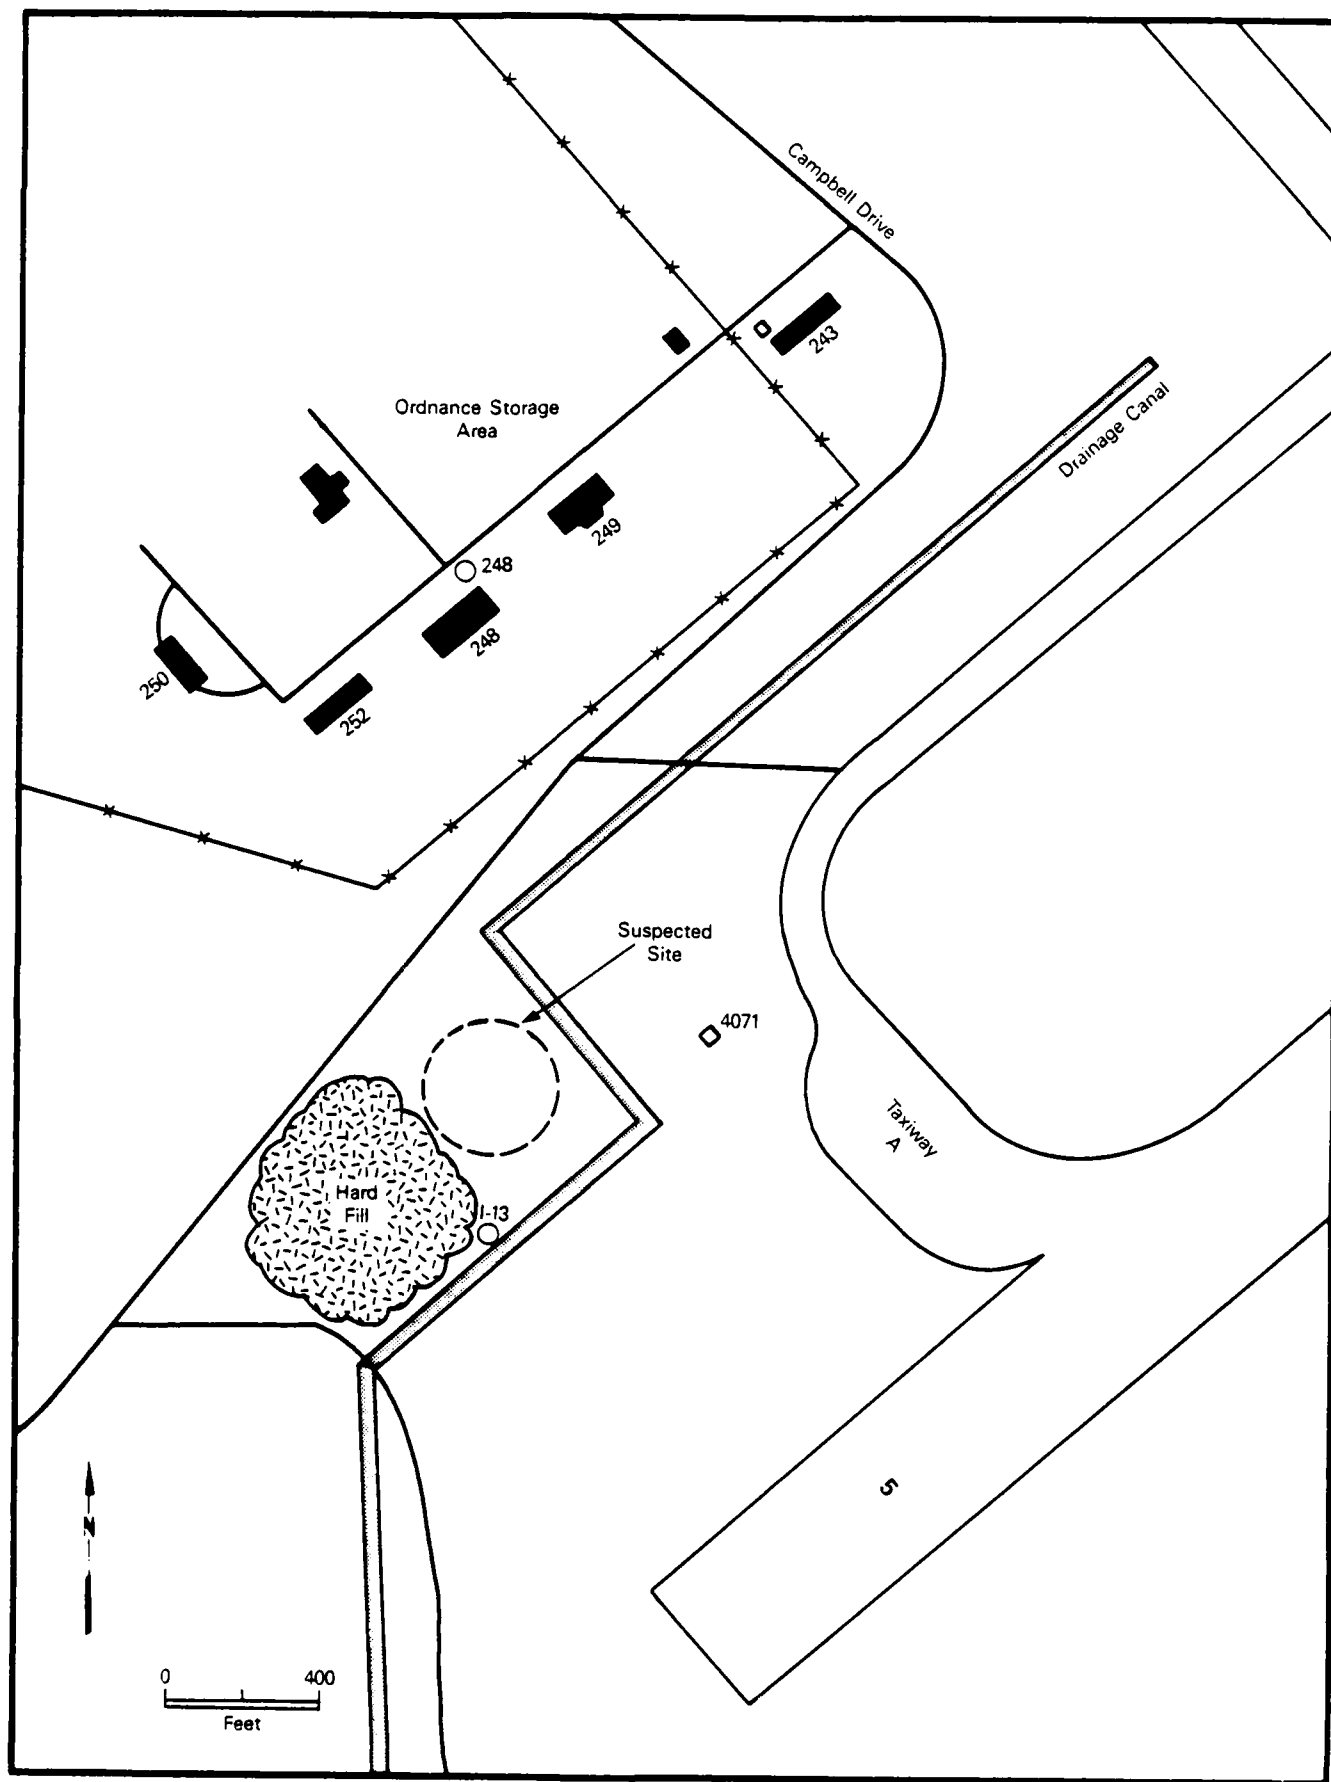 Campbell Drive
243
Drainage Canal
Ordnance Storage
Area
249
248
248
250
252
Suspected
Site
4071
Taxiway
A
Hard
Fill
I-13
5
N
0 400
Feet